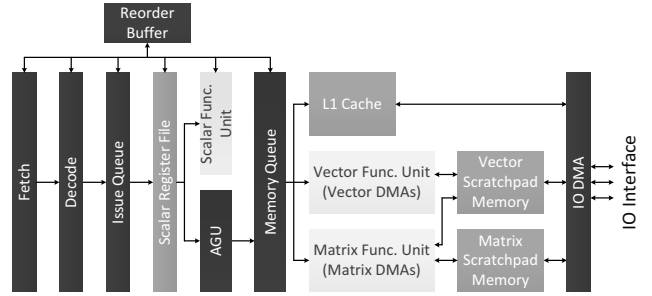 Reorder
Buffer
Fetch
Decode
Issue Queue
Scalar Register File
Scalar Func.
Unit
AGU
Memory Queue
L1 Cache
Vector Func. Unit
(Vector DMAs)
Matrix Func. Unit
(Matrix DMAs)
Vector
Scratchpad
Memory
Matrix
Scratchpad
Memory
IO DMA
IO Interface